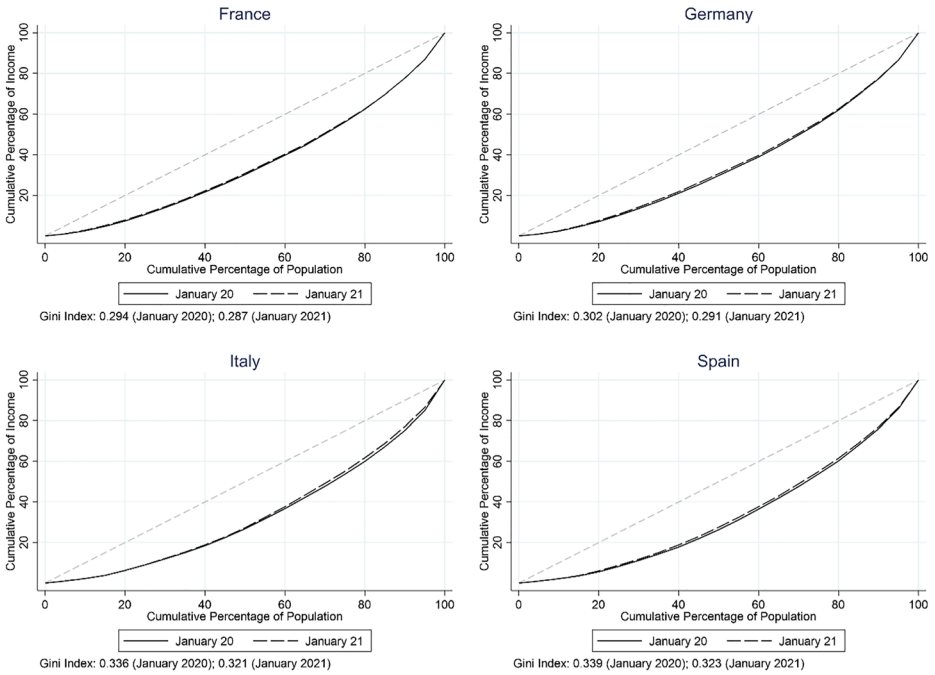 France
Cumulative Percentage of Income
100
80
60
40
20
0 20 40 60 80 100
Cumulative Percentage of Population
January 20 January 21
Gini Index: 0.294 (January 2020); 0.287 (January 2021)
Germany
Cumulative Percentage of Income
100
80
60
40
20
0 20 40 60 80 100
Cumulative Percentage of Population
January 20 January 21
Gini Index: 0.302 (January 2020); 0.291 (January 2021)
Italy
Cumulative Percentage of Income
100
80
60
40
20
0 20 40 60 80 100
Cumulative Percentage of Population
January 20 January 21
Gini Index: 0.336 (January 2020); 0.321 (January 2021)
Spain
Cumulative Percentage of Income
100
80
60
40
20
0 20 40 60 80 100
Cumulative Percentage of Population
January 20 January 21
Gini Index: 0.339 (January 2020); 0.323 (January 2021)